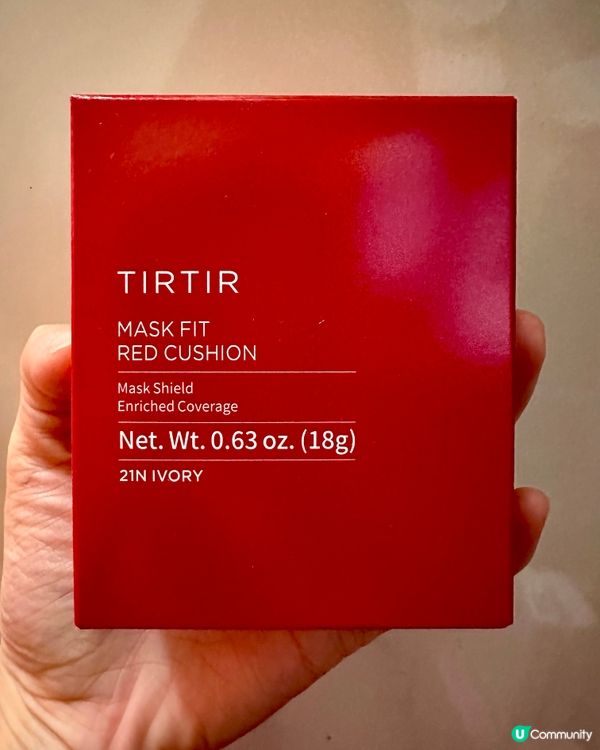 TIRTIR
MASK FIT
RED CUSHION
Mask Shield
Enriched Coverage
Net. Wt. 0.63 oz. (18g)
21N IVORY
U Community